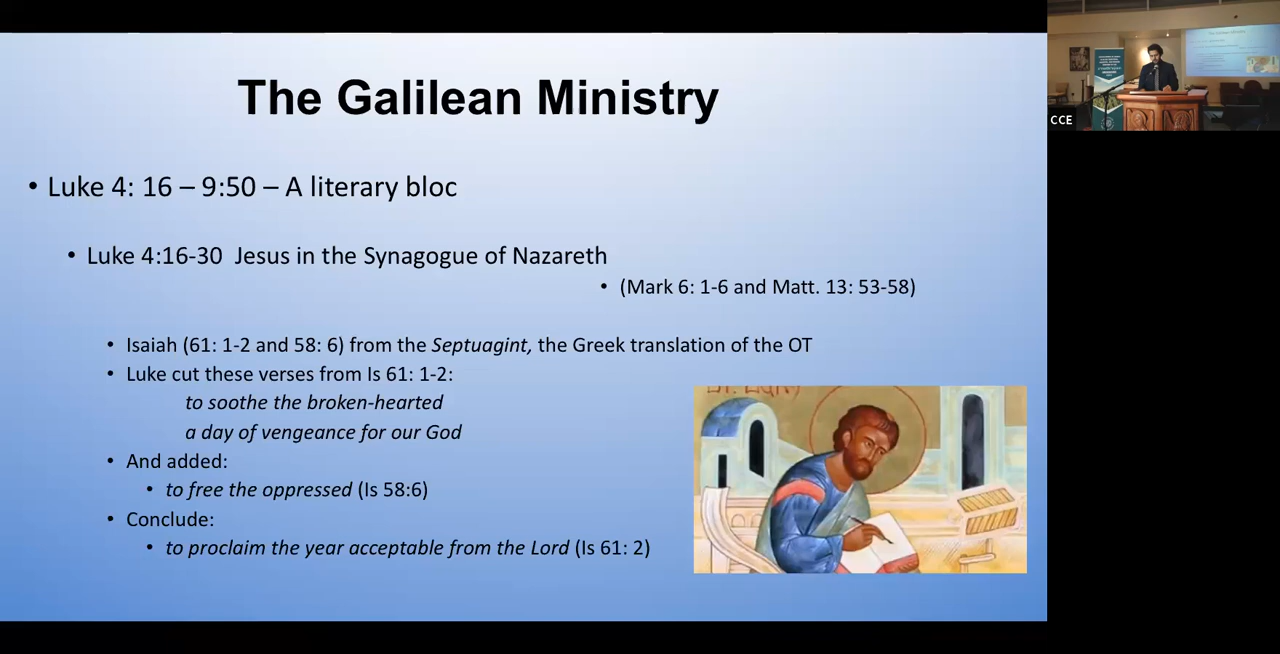 The Galilean Ministry
• Luke 4: 16 – 9:50 – A literary bloc
• Luke 4:16-30 Jesus in the Synagogue of Nazareth
• (Mark 6: 1-6 and Matt. 13: 53-58)
• Isaiah (61: 1-2 and 58: 6) from the Septuagint, the Greek translation of the OT
• Luke cut these verses from Is 61: 1-2:
to soothe the broken-hearted
a day of vengeance for our God
• And added:
• to free the oppressed (Is 58:6)
• Conclude:
• to proclaim the year acceptable from the Lord (Is 61: 2)
CCE